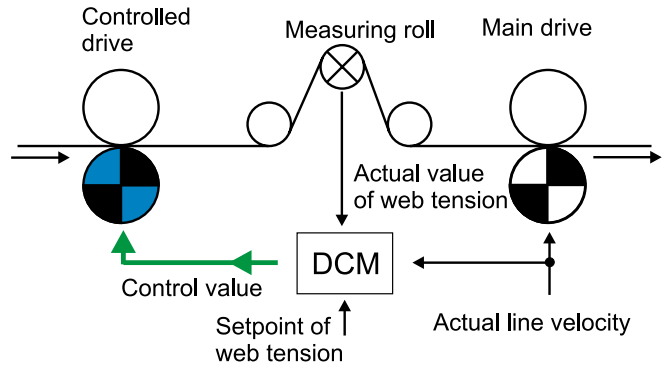 Controlled
drive
Measuring roll
Main drive
Actual value
of web tension
DCM
Control value
Setpoint of
web tension
Actual line velocity